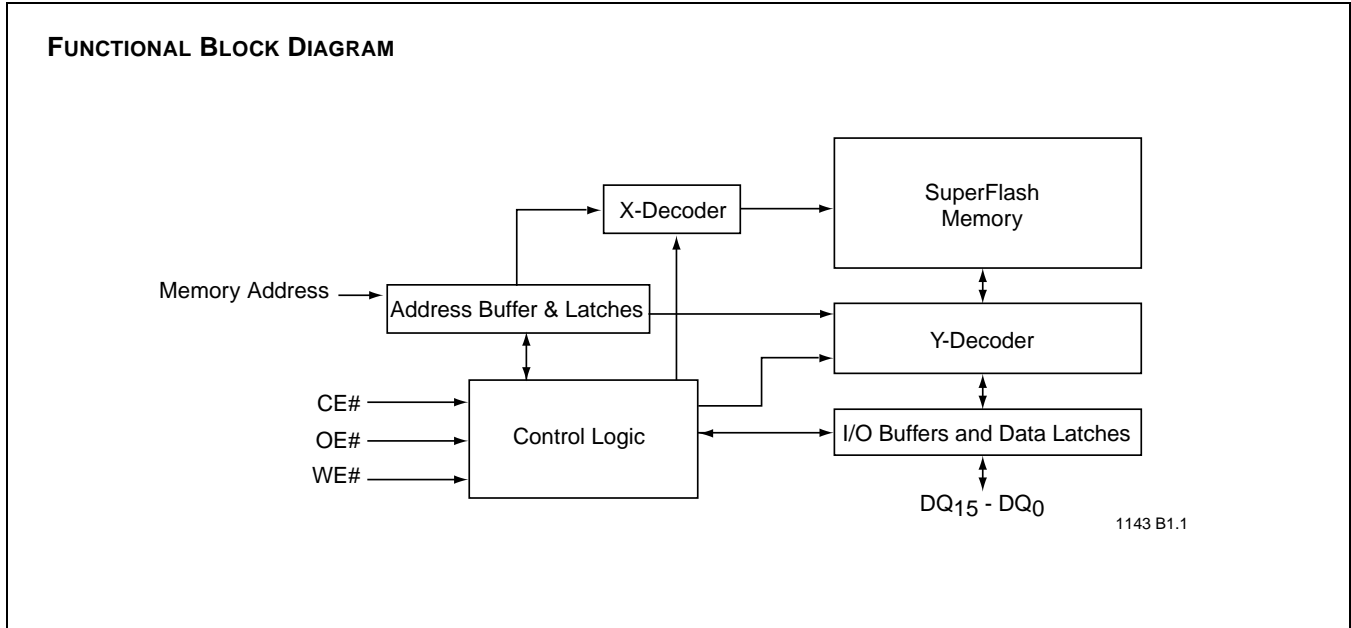 FUNCTIONAL BLOCK DIAGRAM
SuperFlash
Memory
X-Decoder
Memory Address
Address Buffer & Latches
Y-Decoder
CE#
OE#
WE#
Control Logic
I/O Buffers and Data Latches
DQ15 - DQ0
1143 B1.1